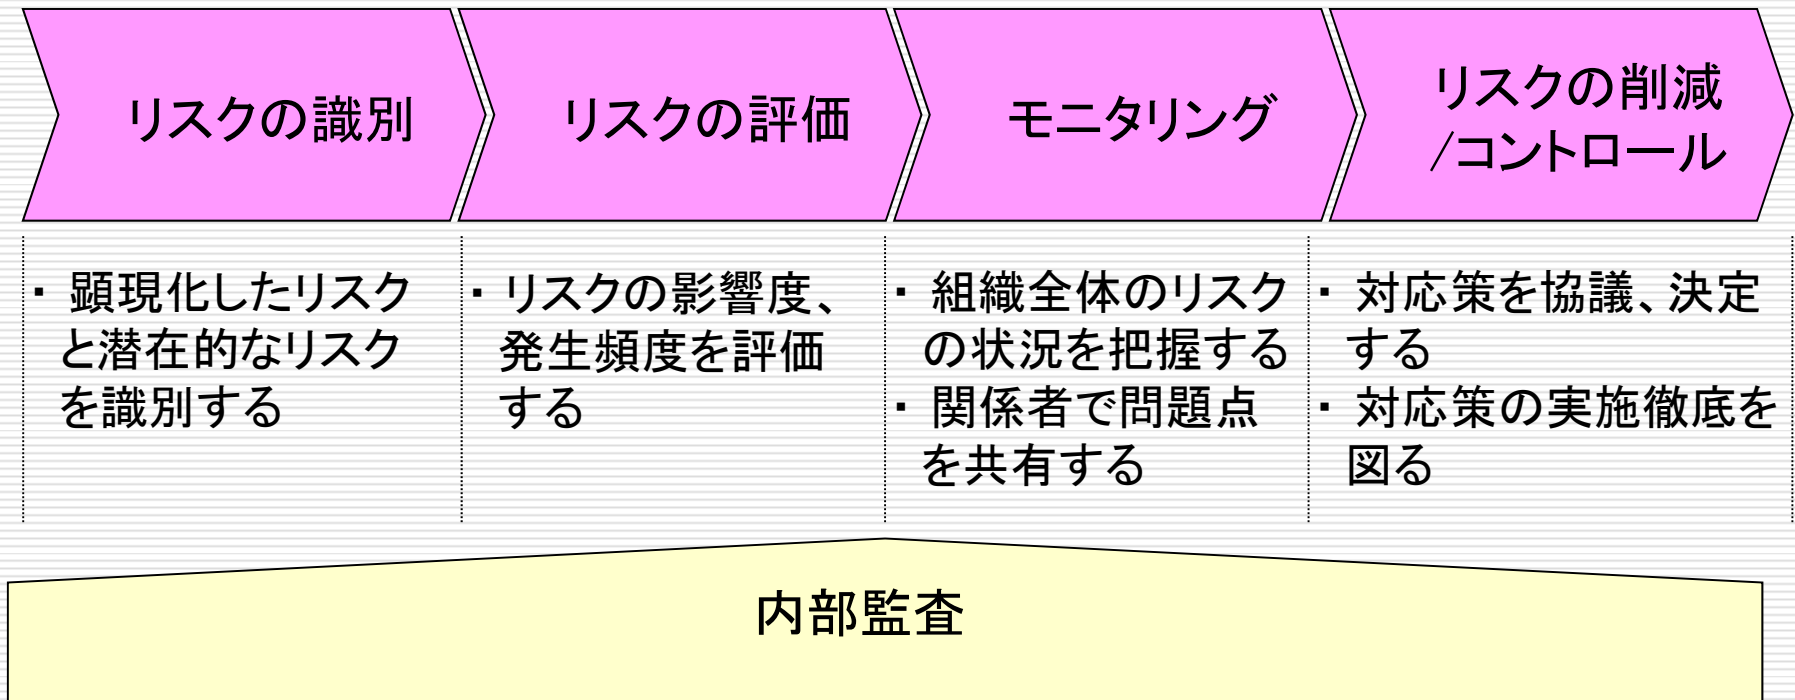 リスクの識別
リスクの評価
モニタリング
リスクの削減
/コントロール
・ 顕現化したリスク
と潜在的なリスク
を識別する
・ リスクの影響度、
発生頻度を評価
する
・ 組織全体のリスク
の状況を把握する
・ 関係者で問題点
を共有する
・ 対応策を協議、決定
する
・ 対応策の実施徹底を
図る
内部監査